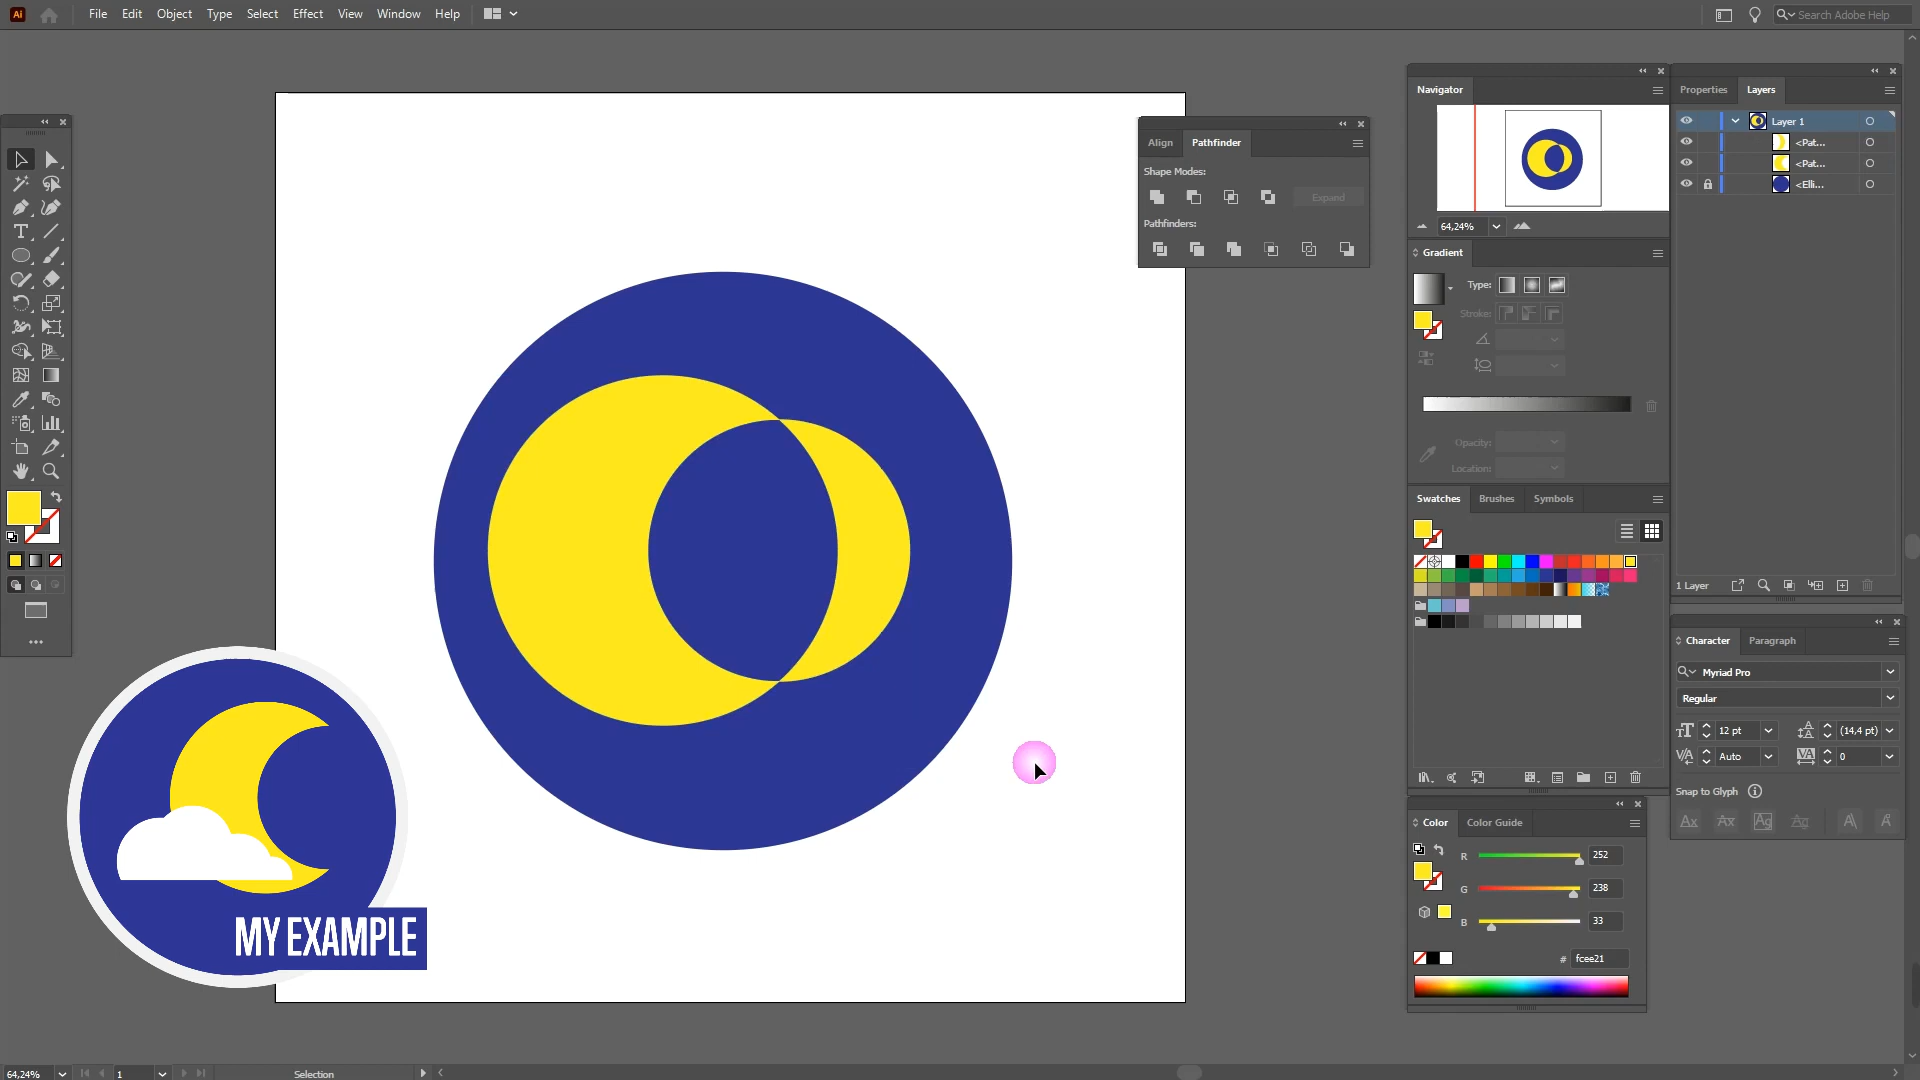 Ai File Edit Object Type Select Effect View Window Help
Search Adobe Help
Navigator
Properties Layers
Layer 1
<Pat...
<Pat...
<Elli...
Align Pathfinder
Shape Modes:
Expand
Pathfinders:
64,24%
Gradient
Type:
Stroke:
Opacity:
Location:
Swatches Brushes Symbols
1 Layer
Character Paragraph
Myriad Pro
Regular
12 pt (14,4 pt)
Auto 0
Snap to Glyph
Color Color Guide
R 252
G 238
B 33
# fcee21
MY EXAMPLE
64,24% 1 Selection